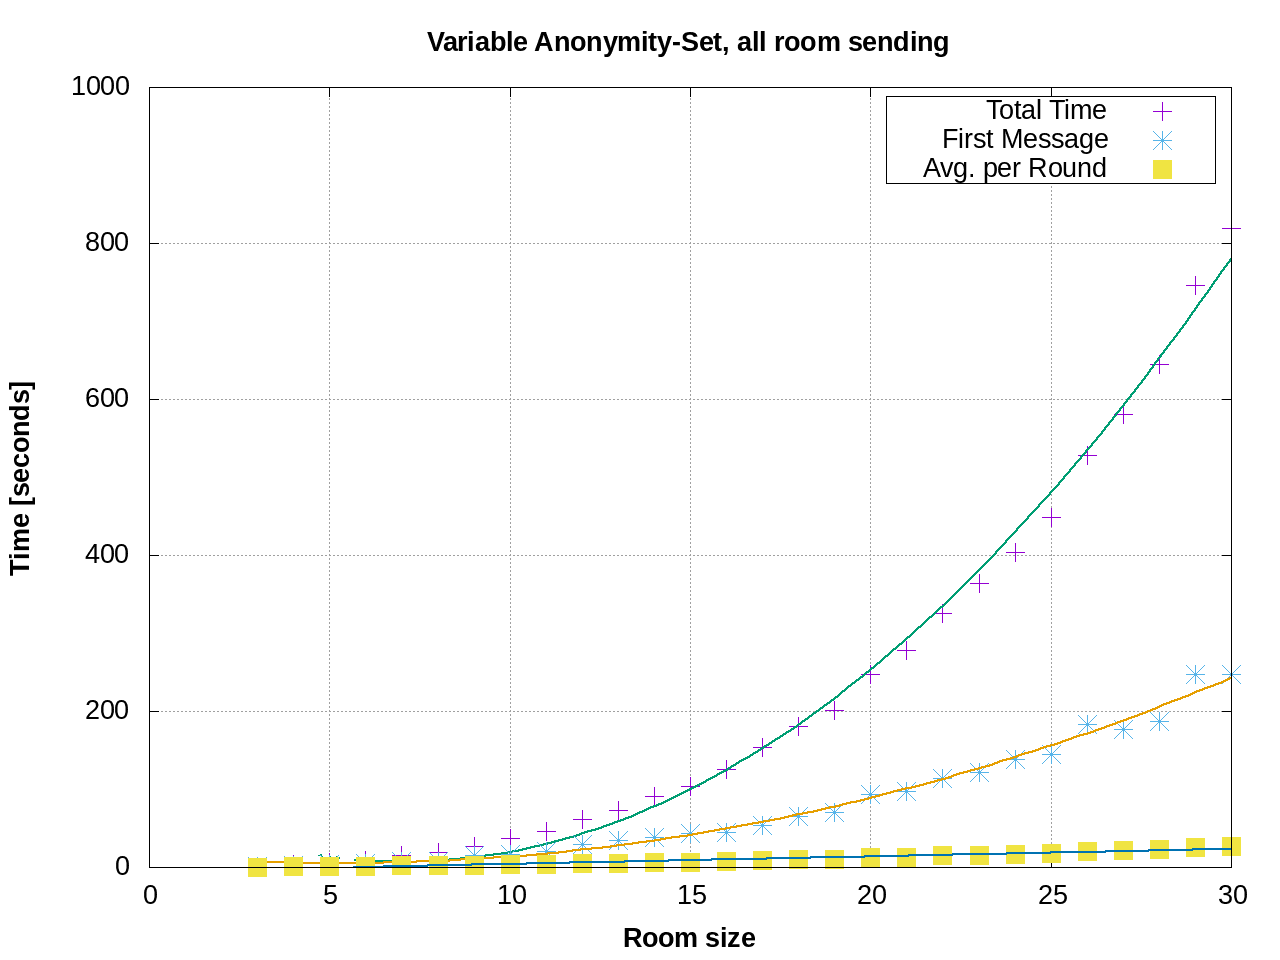 Variable Anonymity-Set, all room sending
1000
800
600
400
200
0
Total Time
First Message
Avg. per Round
Time [seconds]
0 5 10 15 20 25 30
Room size